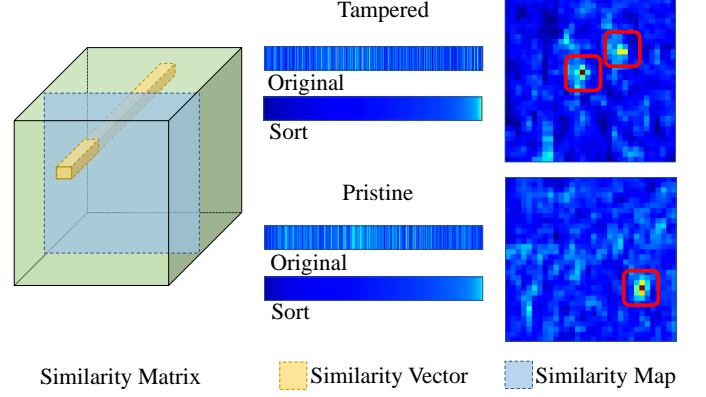 Tampered
Original
Sort
Pristine
Original
Sort
Similarity Matrix
Similarity Vector
Similarity Map